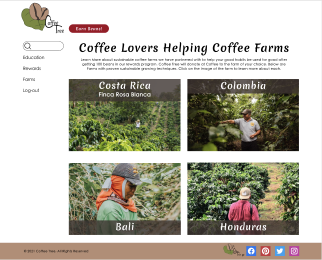 Coffee
Tree
Earn Beans!
Education
Rewards
Farms
Log-out
Coffee Lovers Helping Coffee Farms
Learn More about sustainable coffee farms we have partnered with to help your good habits be used for good after
getting 100 beans in our rewards program. Coffee Tree will donate all Coffee to the farm of your choice. Below are
Farms with proven sustainable growing techniques. Click on the image of the farm to learn more about each.
Costa Rica
Finca Rosa Blanca
Colombia
Bali
Honduras
© 2021 Coffee Tree, All Rights Reserved